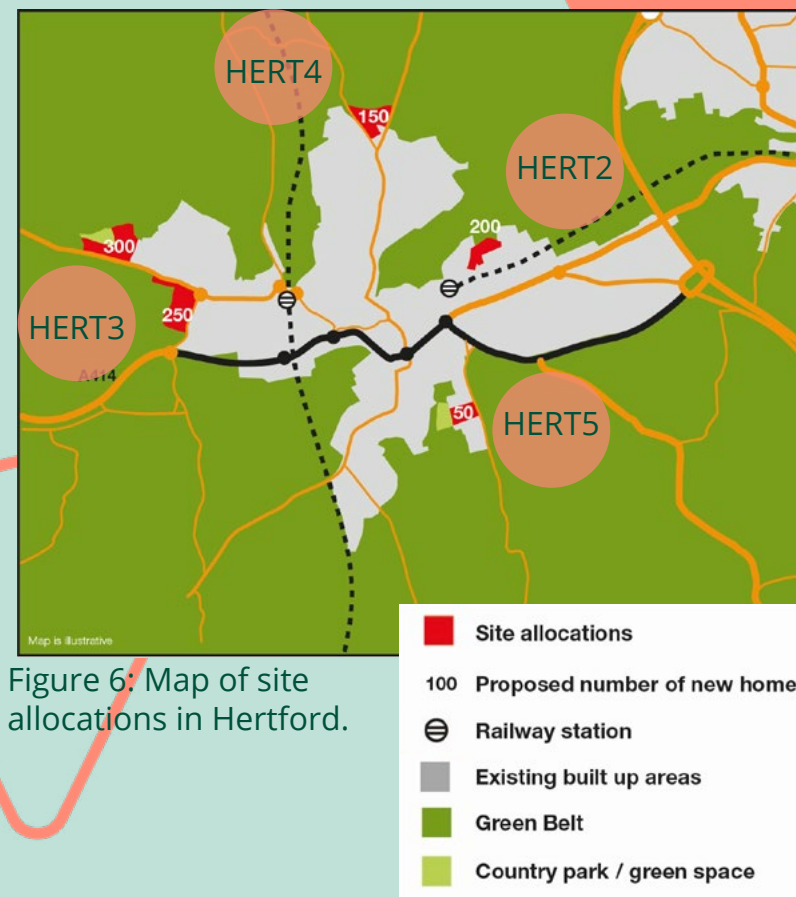 HERT4
150
HERT2
200
300
250
HERT3
A414
50
HERT5
Map is illustrative
Figure 6: Map of site
allocations in Hertford.
Site allocations
100 Proposed number of new home
Railway station
Existing built up areas
Green Belt
Country park / green space